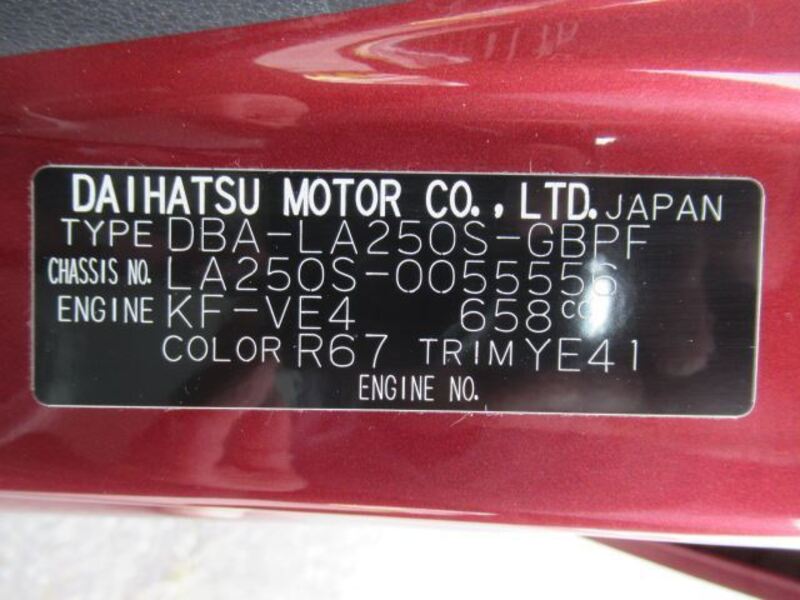 DAIHATSU MOTOR CO., LTD. JAPAN
TYPE DBA-LA250S-GBPF
CHASSIS NO. LA250S-0055556
ENGINE KF-VE4 658cc
COLOR R67 TRIM YE41
ENGINE NO.